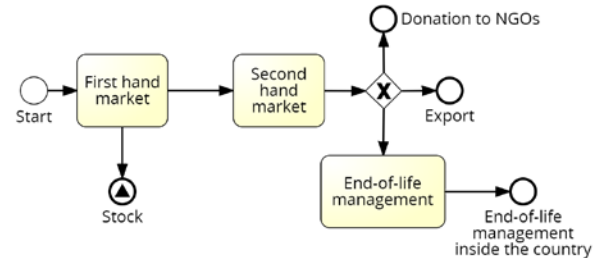 Donation to NGOs
First hand
market
Second
hand
market
X
Start
Export
Stock
End-of-life
management
End-of-life
management
inside the country